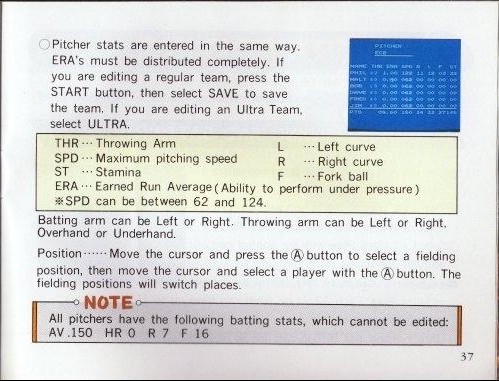 ○Pitcher stats are entered in the same way.
ERA's must be distributed completely. If
you are editing a regular team, press the
START button, then select SAVE to save
the team. If you are editing an Ultra Team,
select ULTRA.
PITCHER
NAME THR ERA SPD R L F ST
THR ··· Throwing Arm
SPD ··· Maximum pitching speed
ST ··· Stamina
L ··· Left curve
R ··· Right curve
F ··· Fork ball
ERA ··· Earned Run Average (Ability to perform under pressure)
※SPD can be between 62 and 124.
Batting arm can be Left or Right. Throwing arm can be Left or Right,
Overhand or Underhand.
Position······Move the cursor and press the Ⓐ button to select a fielding
position, then move the cursor and select a player with the Ⓐ button. The
fielding positions will switch places.
NOTE
All pitchers have the following batting stats, which cannot be edited:
AV .150 HR 0 R 7 F 16
37